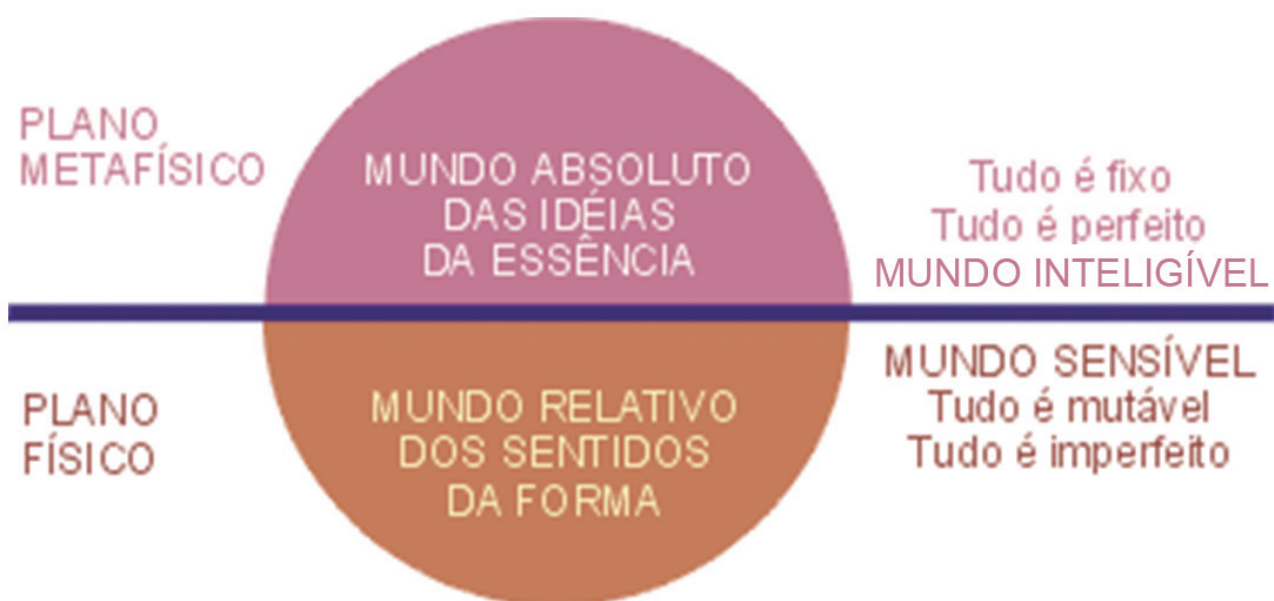 PLANO
METAFÍSICO
MUNDO ABSOLUTO
DAS IDÉIAS
DA ESSÊNCIA
Tudo é fixo
Tudo é perfeito
MUNDO INTELIGÍVEL
PLANO
FÍSICO
MUNDO RELATIVO
DOS SENTIDOS
DA FORMA
MUNDO SENSÍVEL
Tudo é mutável
Tudo é imperfeito